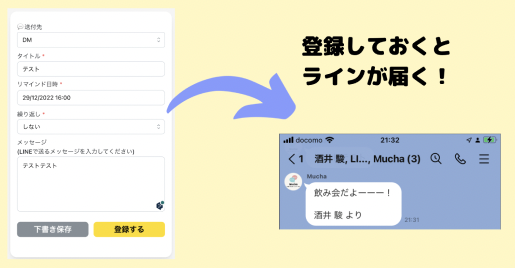 💬送付先
DM
タイトル *
テスト
リマインド日時 *
29/12/2022 16:00
繰り返し *
しない
メッセージ
(LINEで送るメッセージを入力してください)
テストテスト
下書き保存
登録する
登録しておくと
ラインが届く！
docomo
21:32
1
酒井 駿, LI..., Mucha (3)
Mucha
飲み会だよーーー！
酒井 駿 より
21:31